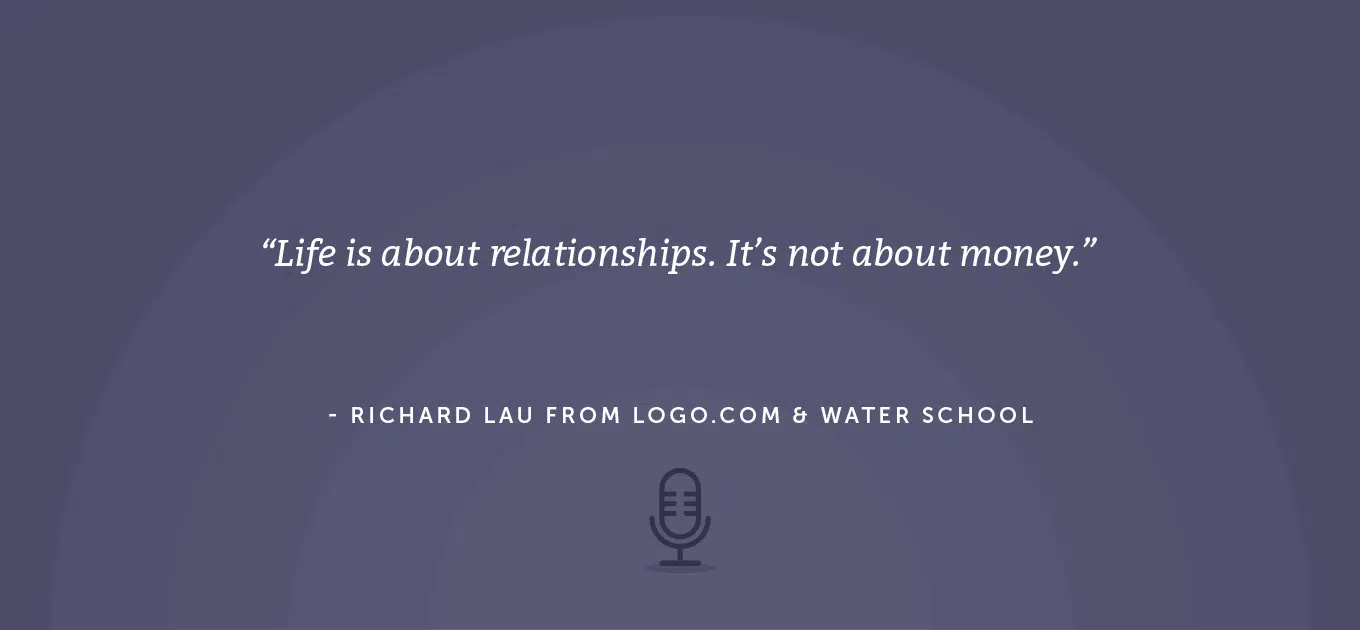 “Life is about relationships. It’s not about money.”
- RICHARD LAU FROM LOGO.COM & WATER SCHOOL